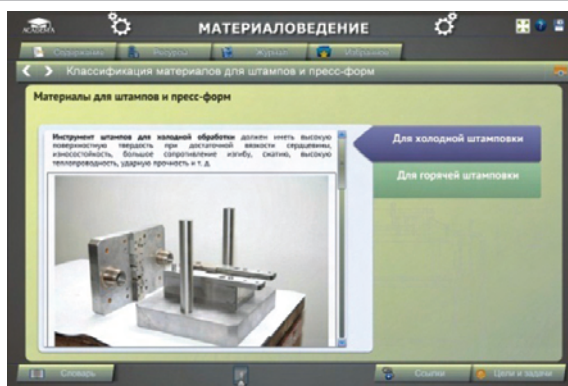 ACADEMIA
МАТЕРИАЛОВЕДЕНИЕ
Содержание Ресурсы Журнал Избранное
Классификация материалов для штампов и пресс-форм
Материалы для штампов и пресс-форм
Инструмент штампов для холодной обработки должен иметь высокую
поверхностную твердость при достаточной вязкости сердцевины,
износостойкость, большое сопротивление изгибу, сжатию, высокую
теплопроводность, ударную прочность и т. д.
Для холодной штамповки
Для горячей штамповки
Словарь Ссылки Цели и задачи